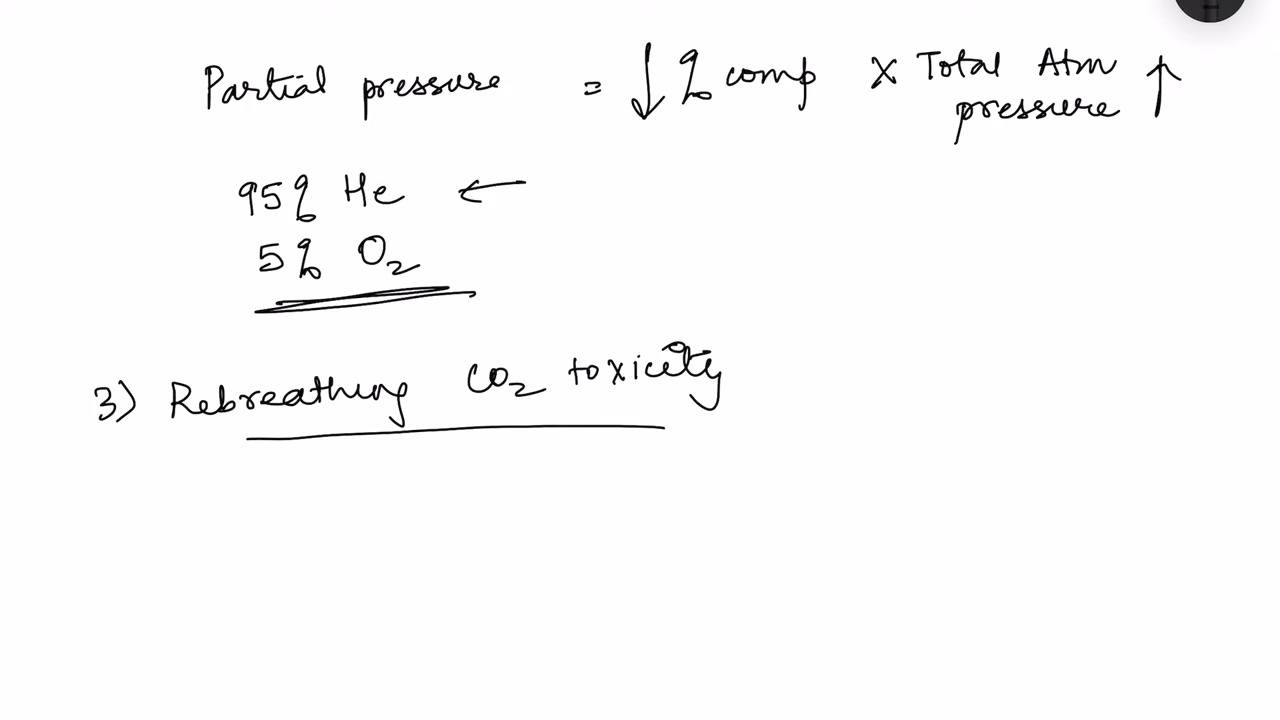 Partial pressure = ↓ % comp × Total Atm ↑
pressure
95% He ←
5% O₂
3) Rebreathing CO₂ toxicity